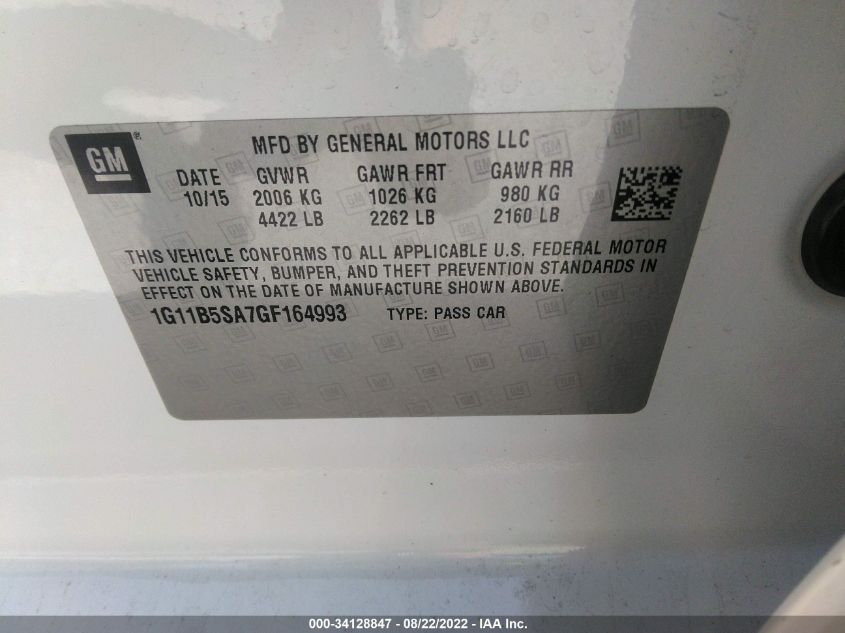 GM ®
MFD BY GENERAL MOTORS LLC
DATE GVWR GAWR FRT GAWR RR
10/15 2006 KG 1026 KG 980 KG
4422 LB 2262 LB 2160 LB
THIS VEHICLE CONFORMS TO ALL APPLICABLE U.S. FEDERAL MOTOR
VEHICLE SAFETY, BUMPER, AND THEFT PREVENTION STANDARDS IN
EFFECT ON THE DATE OF MANUFACTURE SHOWN ABOVE.
1G11B5SA7GF164993 TYPE: PASS CAR
000-34128847 - 08/22/2022 - IAA Inc.